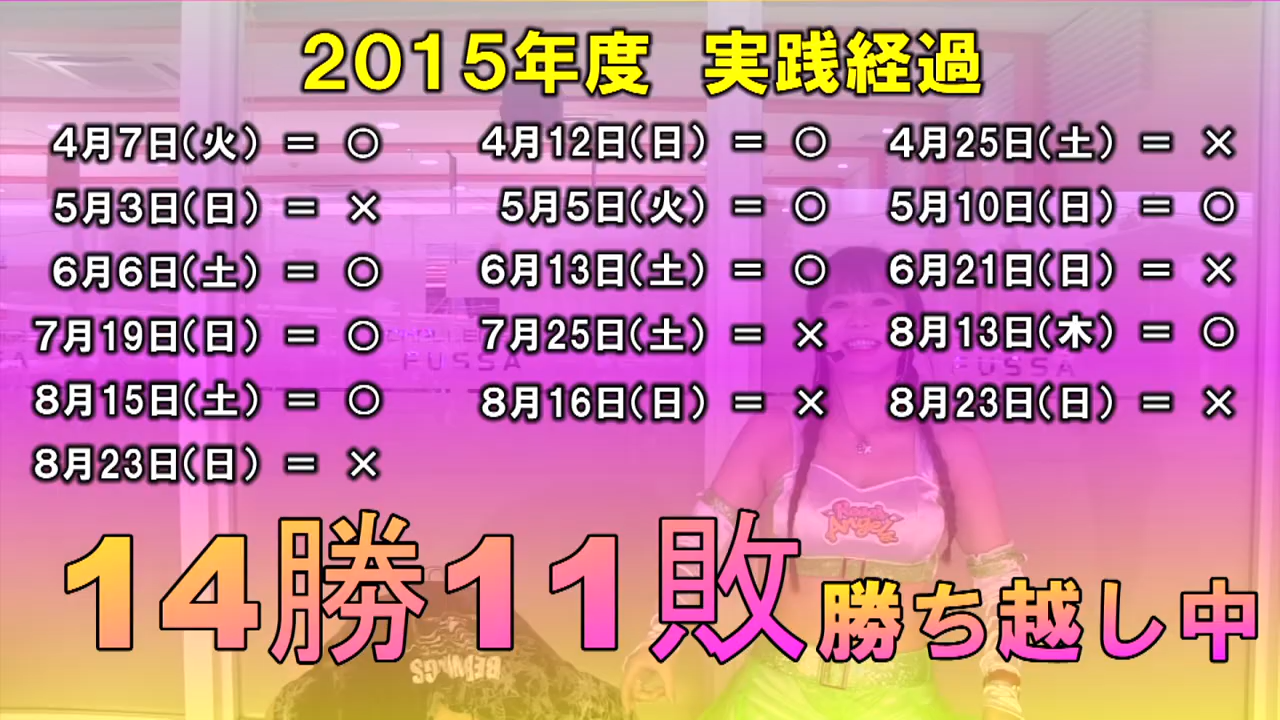 2015年度　実践経過
4月7日(火) = ○　4月12日(日) = ○　4月25日(土) = ×
5月3日(日) = ×　5月5日(火) = ○　5月10日(日) = ○
6月6日(土) = ○　6月13日(土) = ○　6月21日(日) = ×
7月19日(日) = ○　7月25日(土) = ×　8月13日(木) = ○
8月15日(土) = ○　8月16日(日) = ×　8月23日(日) = ×
8月23日(日) = ×
FUSSA
FUSSA
14勝11敗勝ち越し中